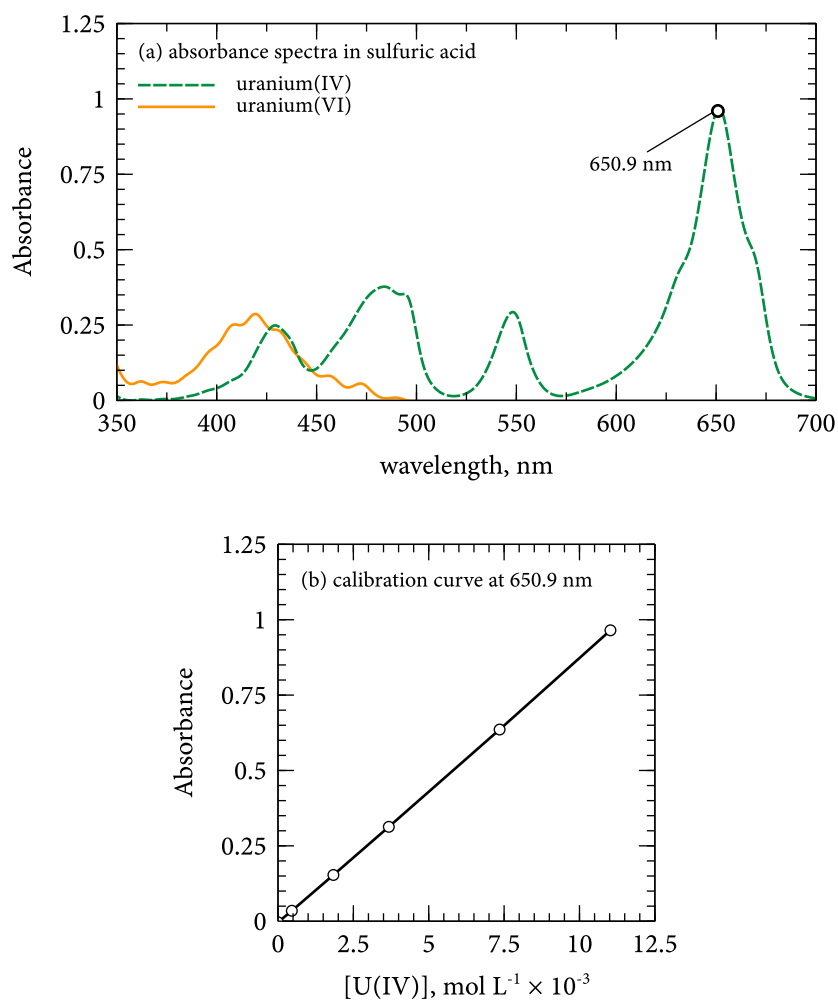 1.25
(a) absorbance spectra in sulfuric acid
uranium(IV)
uranium(VI)
1
650.9 nm
0.75
Absorbance
0.5
0.25
0
350 400 450 500 550 600 650 700
wavelength, nm
1.25
(b) calibration curve at 650.9 nm
1
0.75
Absorbance
0.5
0.25
0
0 2.5 5 7.5 10 12.5
[U(IV)], mol L⁻¹ × 10⁻³